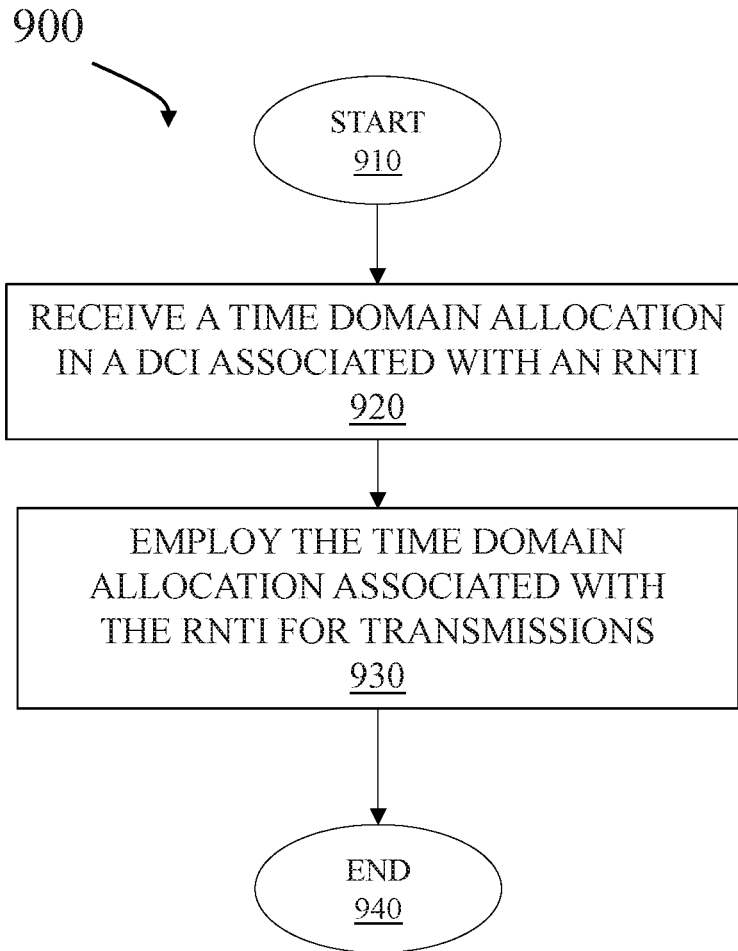 900
START
910
RECEIVE A TIME DOMAIN ALLOCATION
IN A DCI ASSOCIATED WITH AN RNTI
920
EMPLOY THE TIME DOMAIN
ALLOCATION ASSOCIATED WITH
THE RNTI FOR TRANSMISSIONS
930
END
940